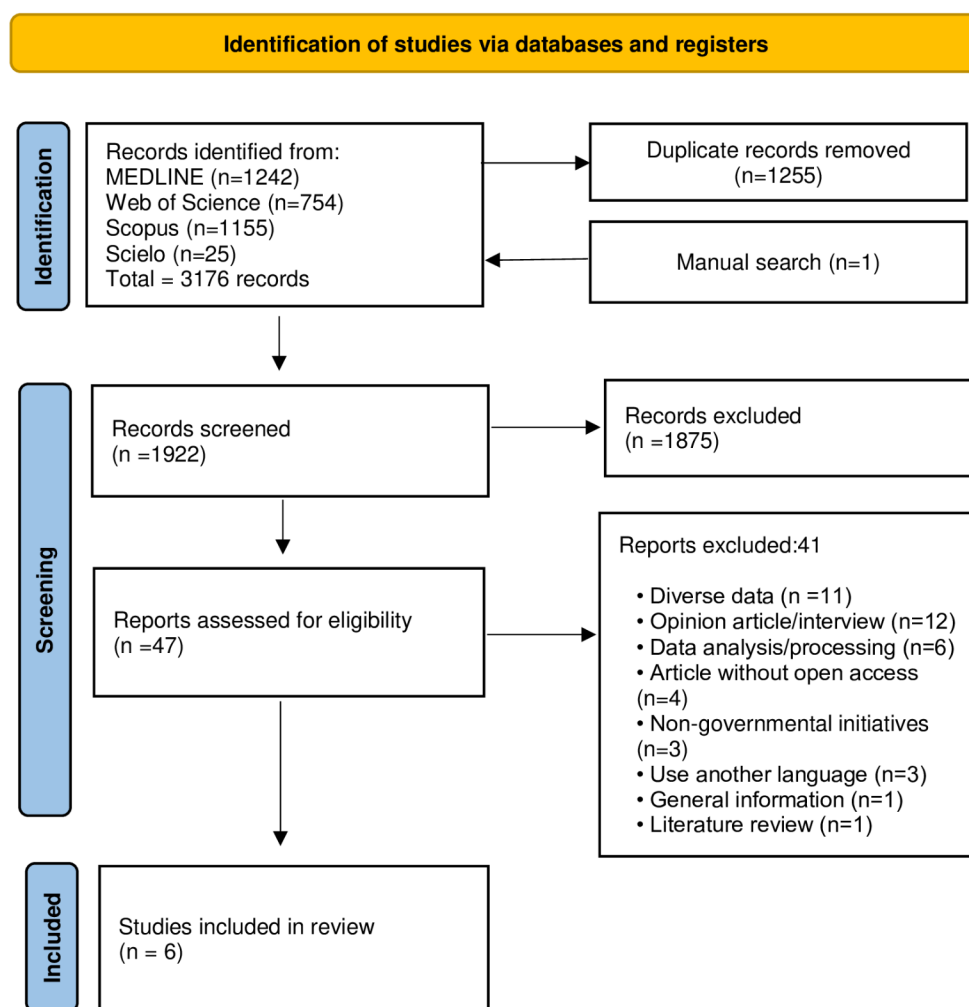 Identification of studies via databases and registers
Identification
Records identified from:
MEDLINE (n=1242)
Web of Science (n=754)
Scopus (n=1155)
Scielo (n=25)
Total = 3176 records
Duplicate records removed
(n=1255)
Manual search (n=1)
Screening
Records screened
(n =1922)
Records excluded
(n =1875)
Reports assessed for eligibility
(n =47)
Reports excluded:41
• Diverse data (n =11)
• Opinion article/interview (n=12)
• Data analysis/processing (n=6)
• Article without open access
(n=4)
• Non-governmental initiatives
(n=3)
• Use another language (n=3)
• General information (n=1)
• Literature review (n=1)
Included
Studies included in review
(n = 6)